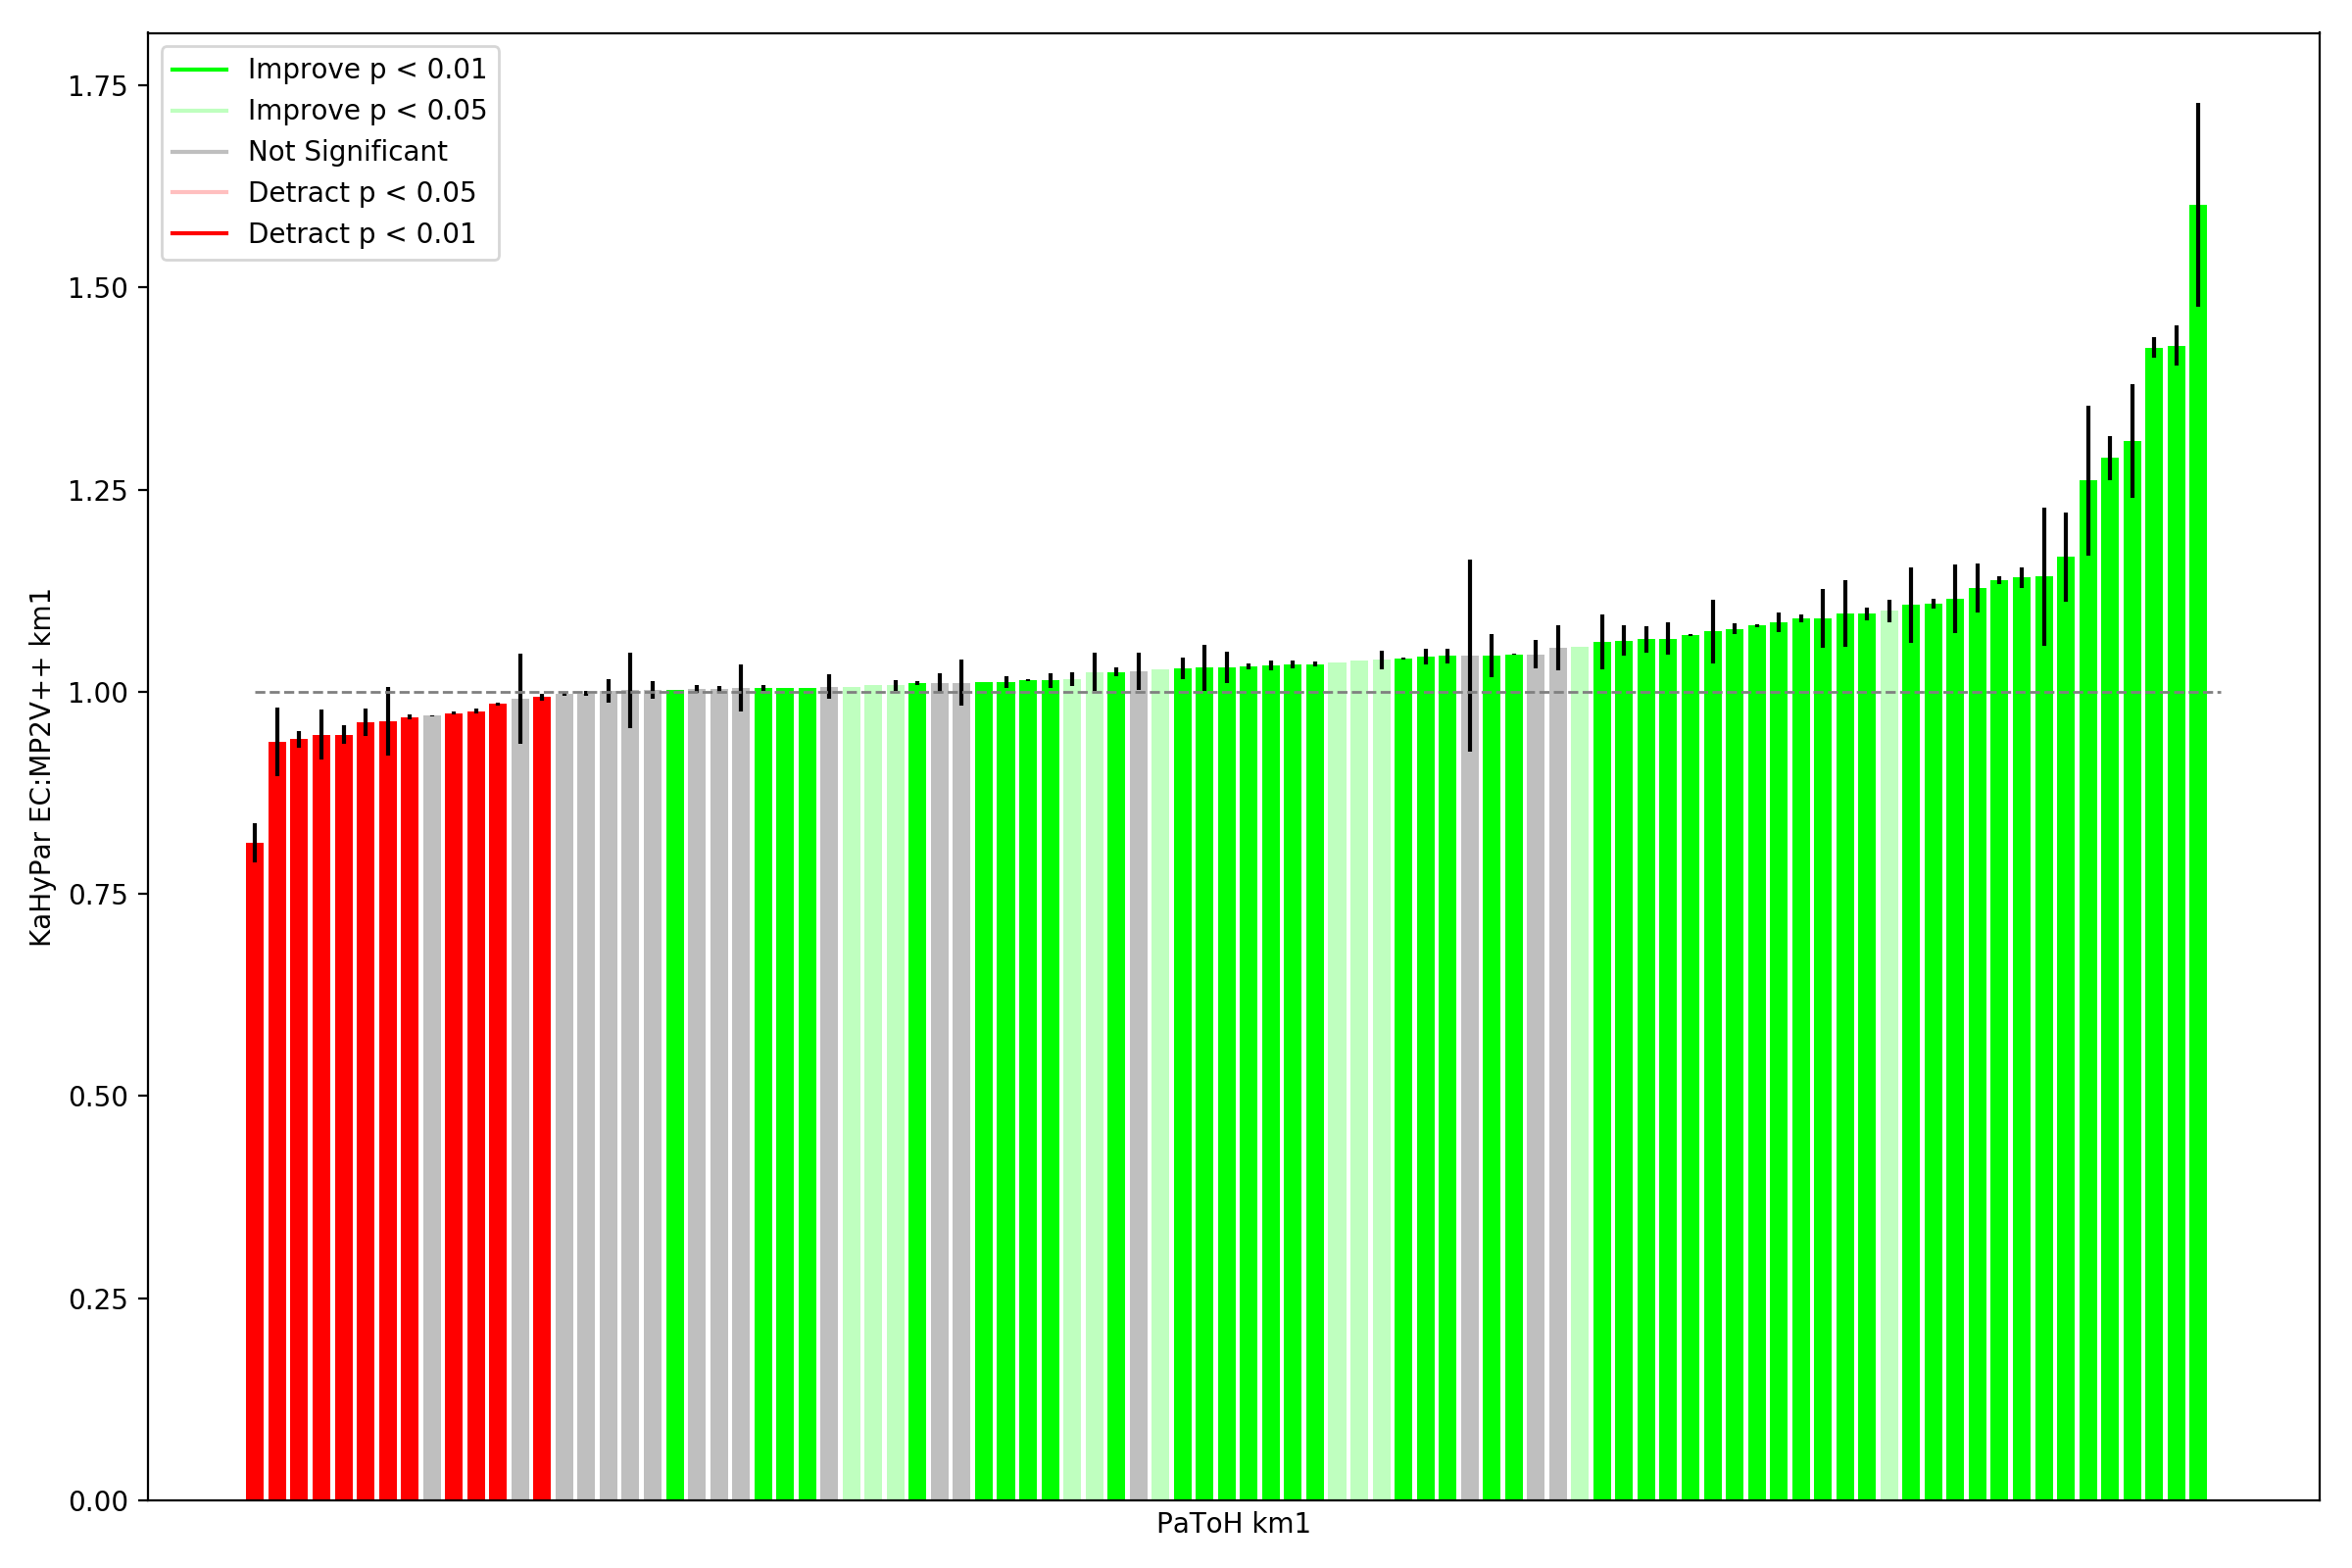 Improve p < 0.01
Improve p < 0.05
Not Significant
Detract p < 0.05
Detract p < 0.01
1.75
1.50
1.25
1.00
0.75
0.50
0.25
0.00
KaHyPar EC:MP2V++ km1
PaToH km1